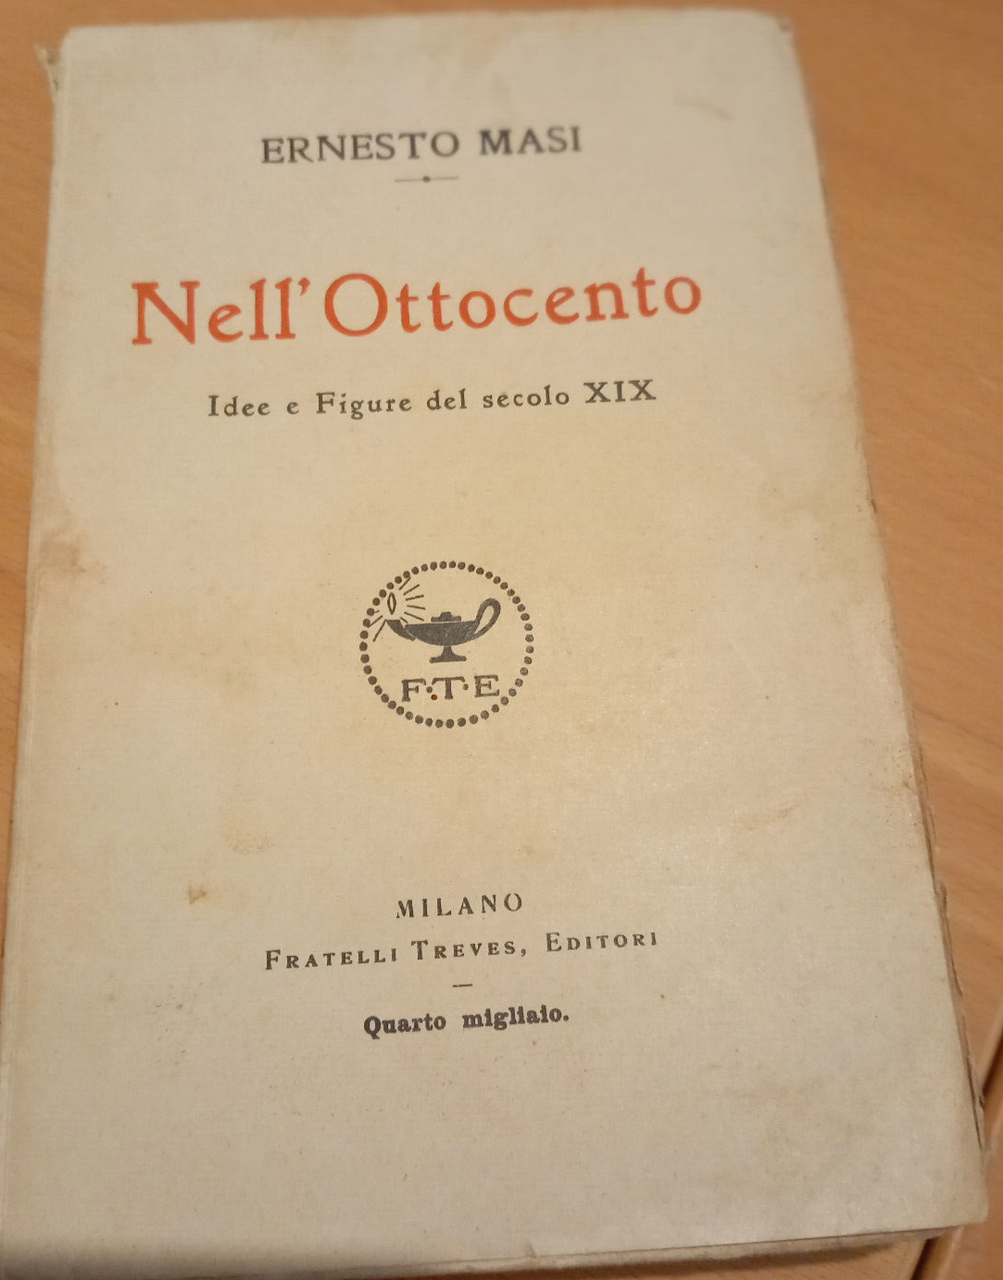 ERNESTO MASI
Nell'Ottocento
Idee e Figure del secolo XIX
F·T·E
MILANO
FRATELLI TREVES, EDITORI
Quarto migliaio.